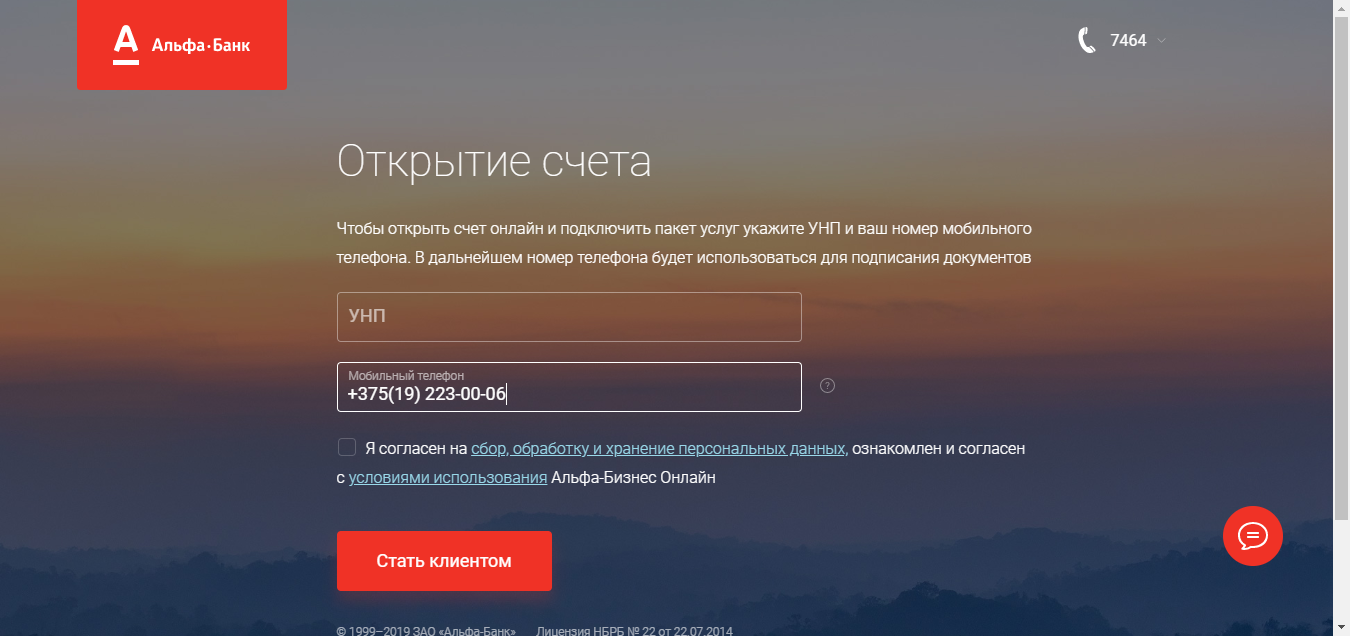 А Альфа·Банк
7464
Открытие счета
Чтобы открыть счет онлайн и подключить пакет услуг укажите УНП и ваш номер мобильного
телефона. В дальнейшем номер телефона будет использоваться для подписания документов
УНП
Мобильный телефон
+375(19) 223-00-06
?
Я согласен на сбор, обработку и хранение персональных данных, ознакомлен и согласен
с условиями использования Альфа-Бизнес Онлайн
Стать клиентом
© 1999–2019 ЗАО «Альфа-Банк» Лицензия НБРБ № 22 от 22.07.2014